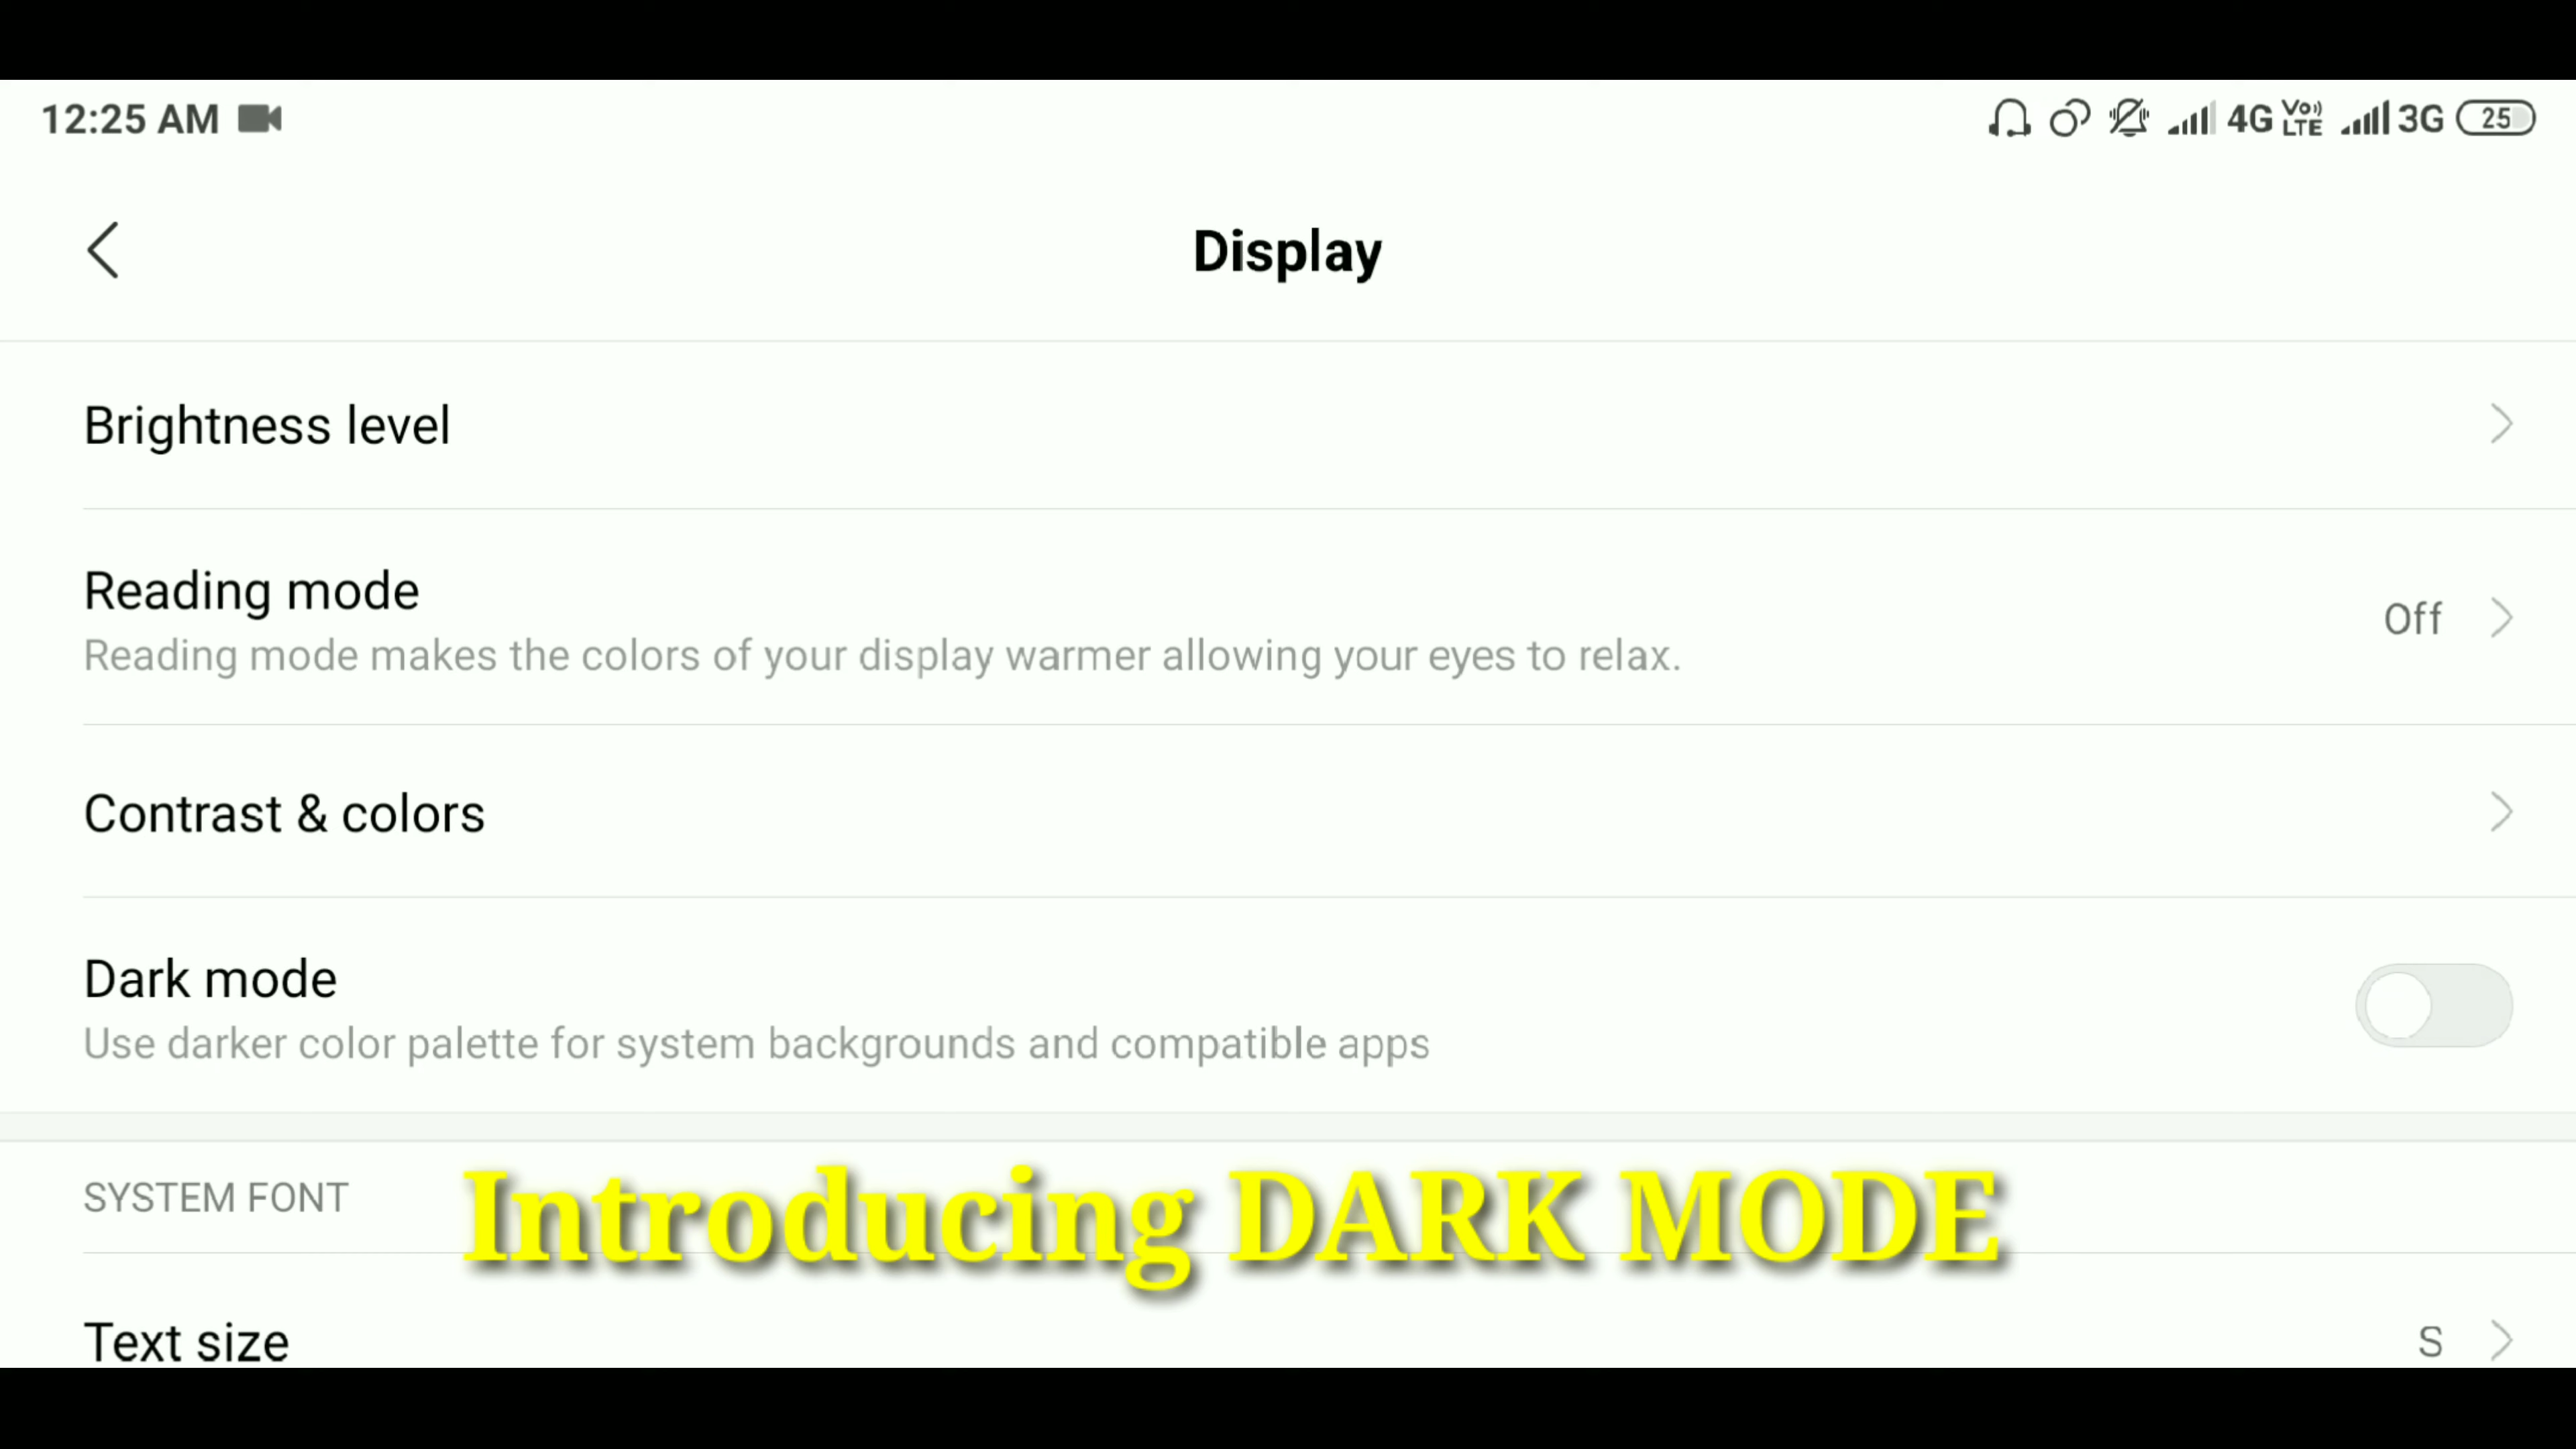 12:25 AM 4G Vo) LTE 3G 25
Display
Brightness level
Reading mode
Off
Reading mode makes the colors of your display warmer allowing your eyes to relax.
Contrast & colors
Dark mode
Use darker color palette for system backgrounds and compatible apps
SYSTEM FONT
Introducing DARK MODE
Text size S